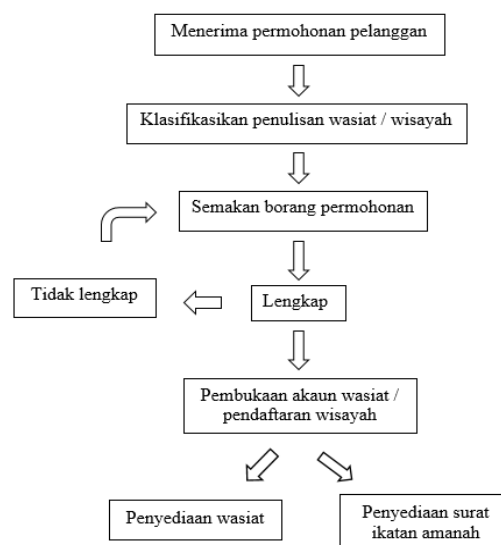 Menerima permohonan pelanggan
Klasifikasikan penulisan wasiat / wisayah
Semakan borang permohonan
Tidak lengkap
Lengkap
Pembukaan akaun wasiat /
pendaftaran wisayah
Penyediaan wasiat
Penyediaan surat
ikatan amanah